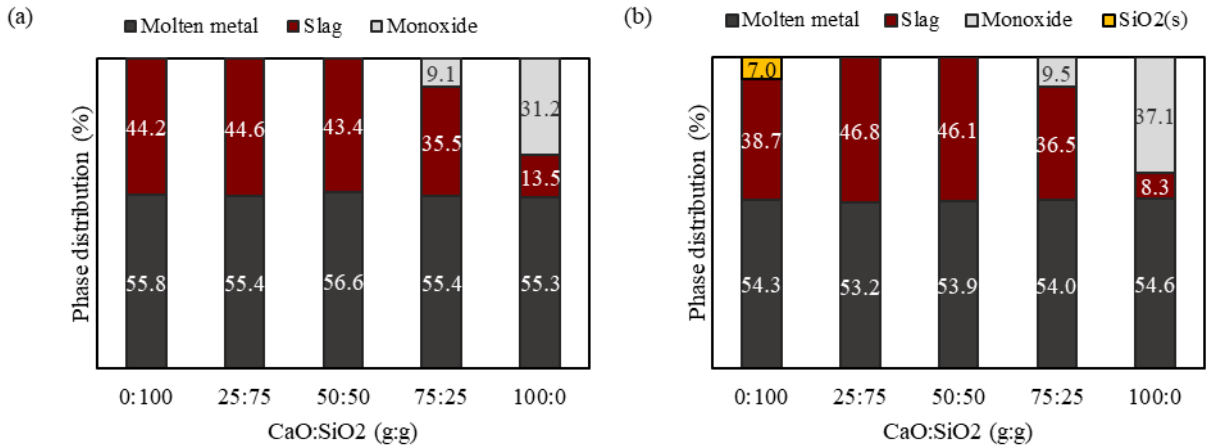 (a)
Molten metal Slag Monoxide
Phase distribution (%)
9.1
31.2
44.2 44.6 43.4 35.5
13.5
55.8 55.4 56.6 55.4 55.3
0:100 25:75 50:50 75:25 100:0
CaO:SiO2 (g:g)
(b)
Molten metal Slag Monoxide SiO2(s)
Phase distribution (%)
7.0 9.5
37.1
38.7 46.8 46.1 36.5
8.3
54.3 53.2 53.9 54.0 54.6
0:100 25:75 50:50 75:25 100:0
CaO:SiO2 (g:g)